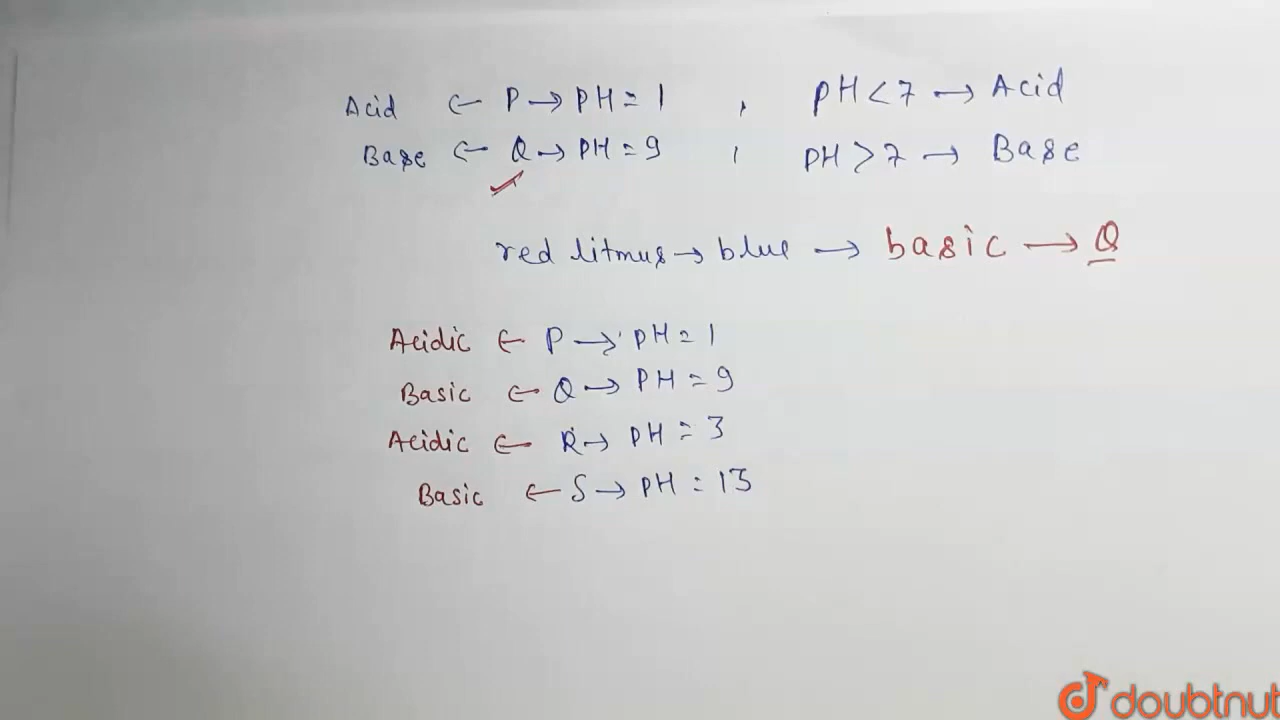 Acid ← P → PH = 1 , PH < 7 → Acid
Base ← Q → PH = 9 , PH > 7 → Base
red litmus → blue → basic → Q
Acidic ← P → PH = 1
Basic ← Q → PH = 9
Acidic ← R → PH = 3
Basic ← S → PH = 13
doubtnut